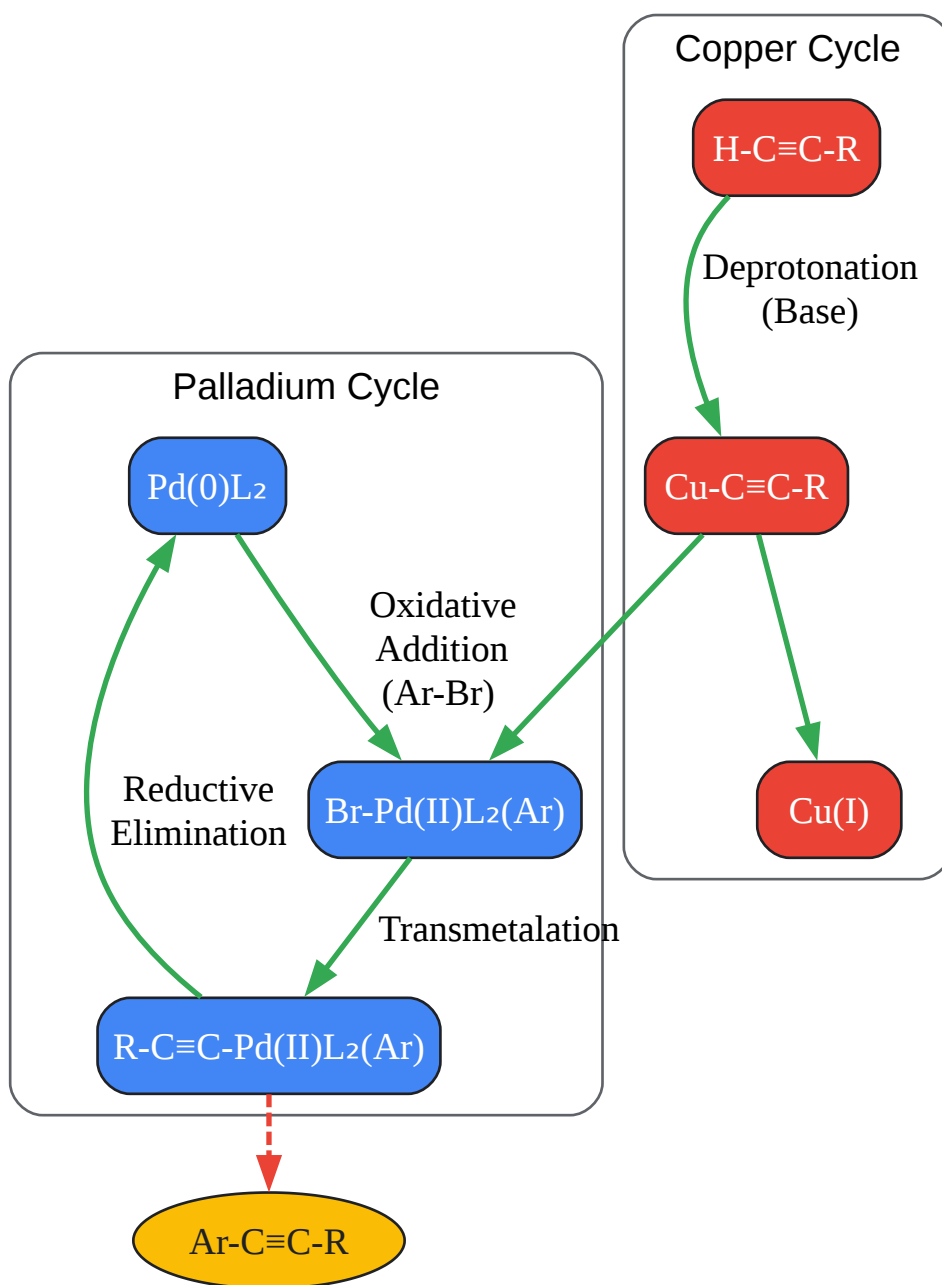 Copper Cycle
H-C≡C-R
Deprotonation
(Base)
Palladium Cycle
Pd(0)L₂
Cu-C≡C-R
Oxidative
Addition
(Ar-Br)
Reductive
Elimination
Br-Pd(II)L₂(Ar)
Cu(I)
Transmetalation
R-C≡C-Pd(II)L₂(Ar)
Ar-C≡C-R